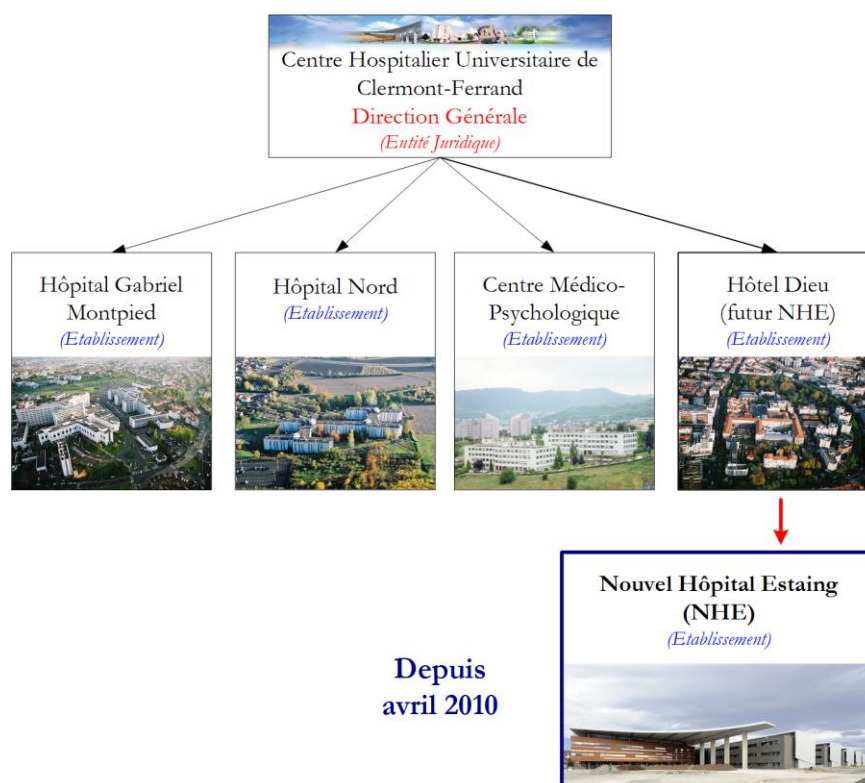 Centre Hospitalier Universitaire de
Clermont-Ferrand
Direction Générale
(Entité Juridique)
Hôpital Gabriel
Montpied
(Etablissement)
Hôpital Nord
(Etablissement)
Centre Médico-
Psychologique
(Etablissement)
Hôtel Dieu
(futur NHE)
(Etablissement)
Nouvel Hôpital Estaing
(NHE)
(Etablissement)
Depuis
avril 2010